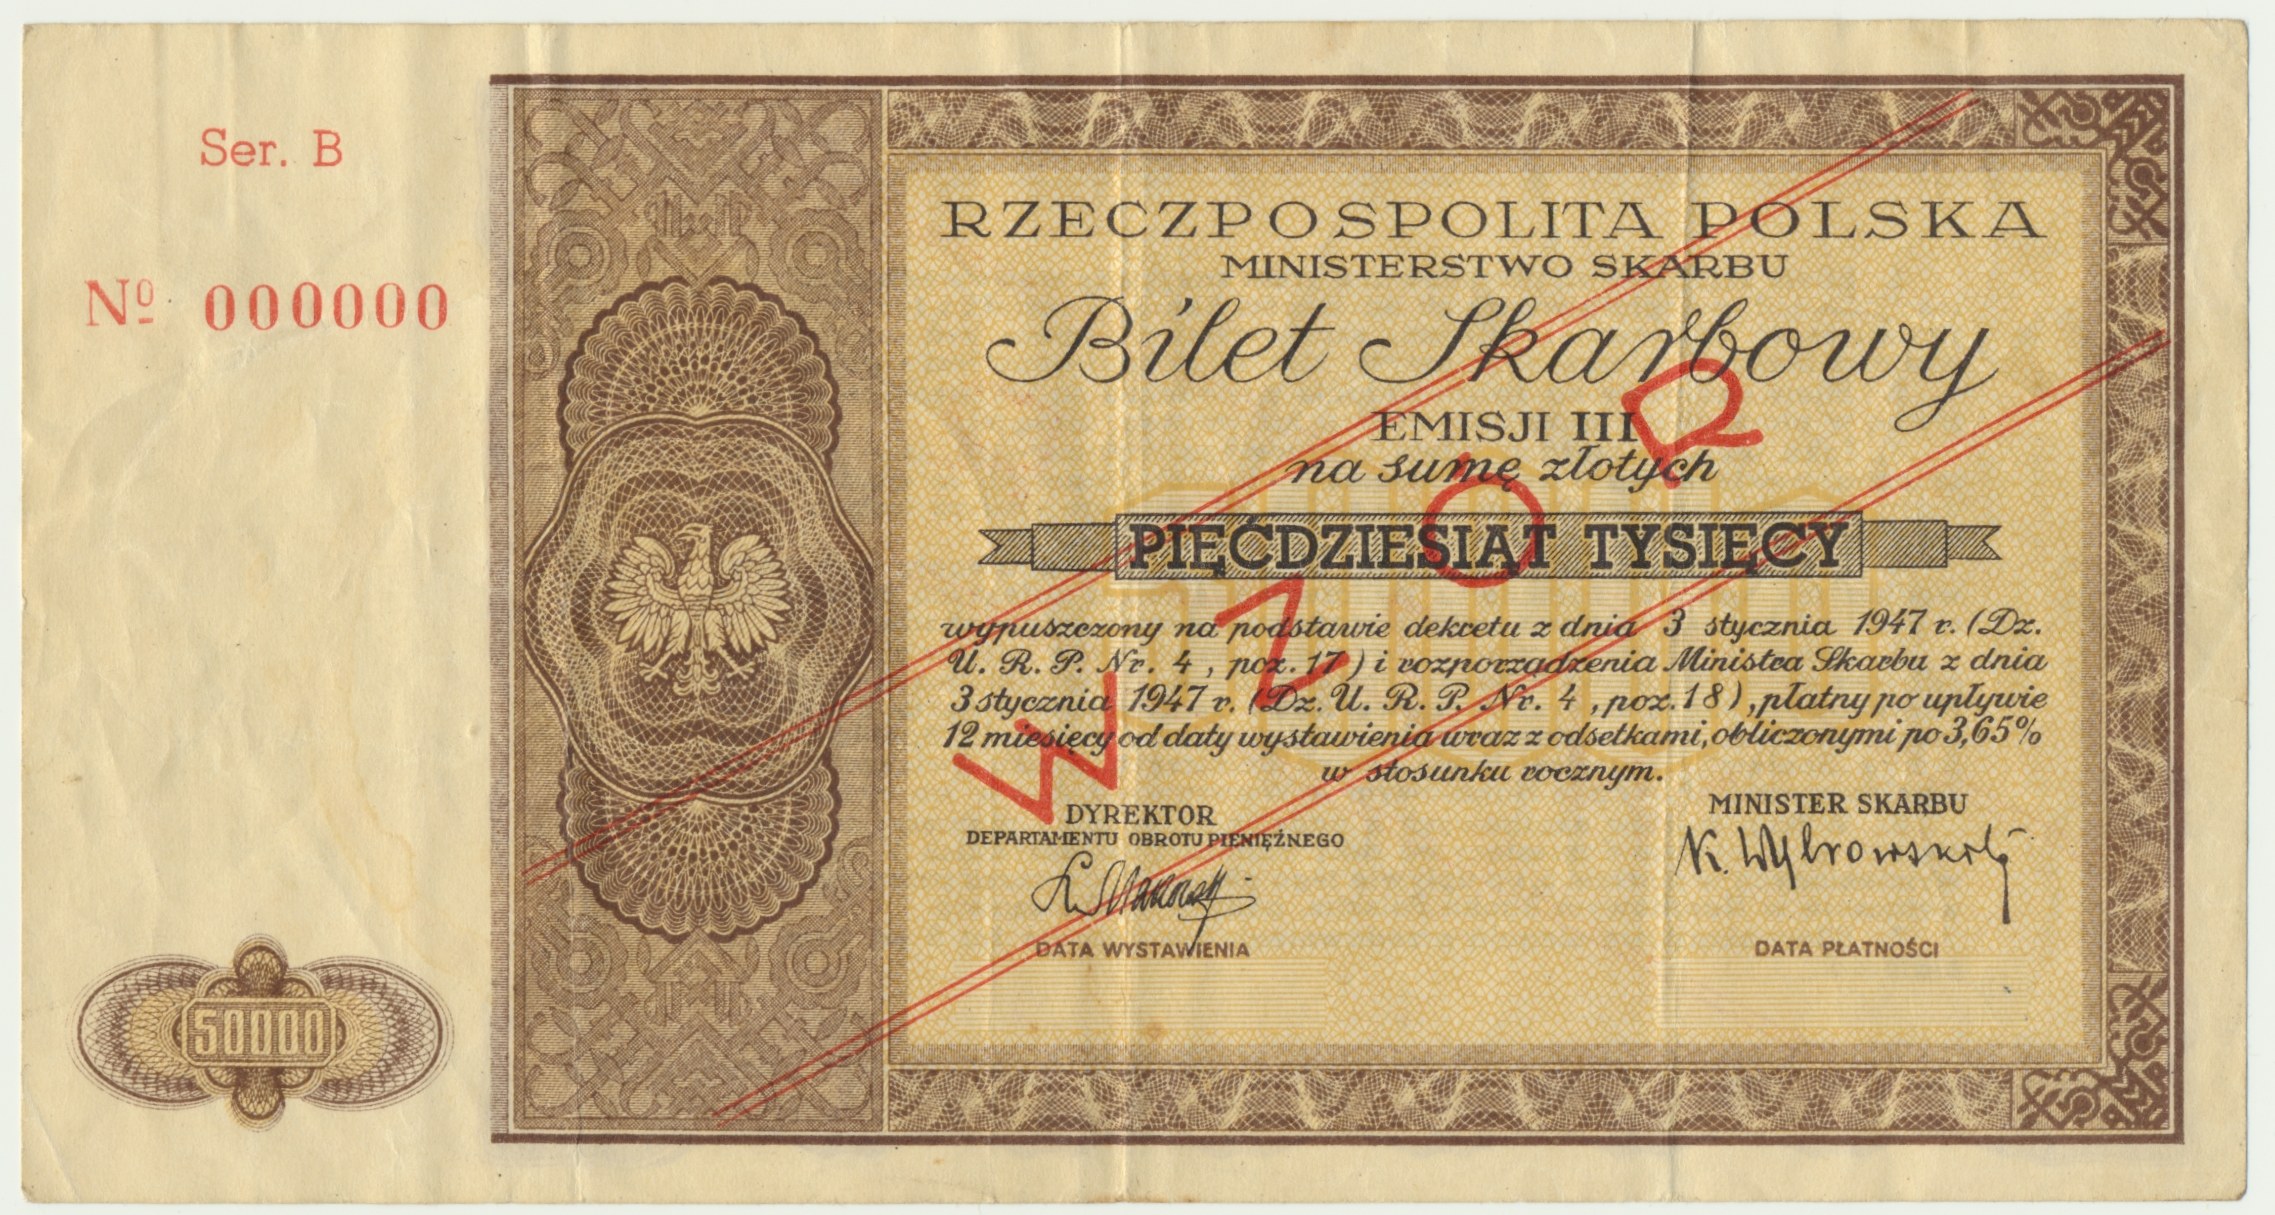 Ser. B
Nº 000000
50000
RZECZPOSPOLITA POLSKA
MINISTERSTWO SKARBU
Bilet Skarbowy
EMISJI III
na sumę złotych
PIĘĆDZIESIĄT TYSIĘCY
wypuszczony na podstawie dekretu z dnia 3 stycznia 1947 r. (Dz.
U. R. P. Nr. 4, poz. 17) i rozporządzenia Ministra Skarbu z dnia
3 stycznia 1947 r. (Dz. U. R. P. Nr. 4, poz. 18), płatny po upływie
12 miesięcy od daty wystawienia wraz z odsetkami, obliczonymi po 3,65%
w stosunku rocznym.
WZÓR
DYREKTOR
DEPARTAMENTU OBROTU PIENIĘŻNEGO
MINISTER SKARBU
DATA WYSTAWIENIA
DATA PŁATNOŚCI